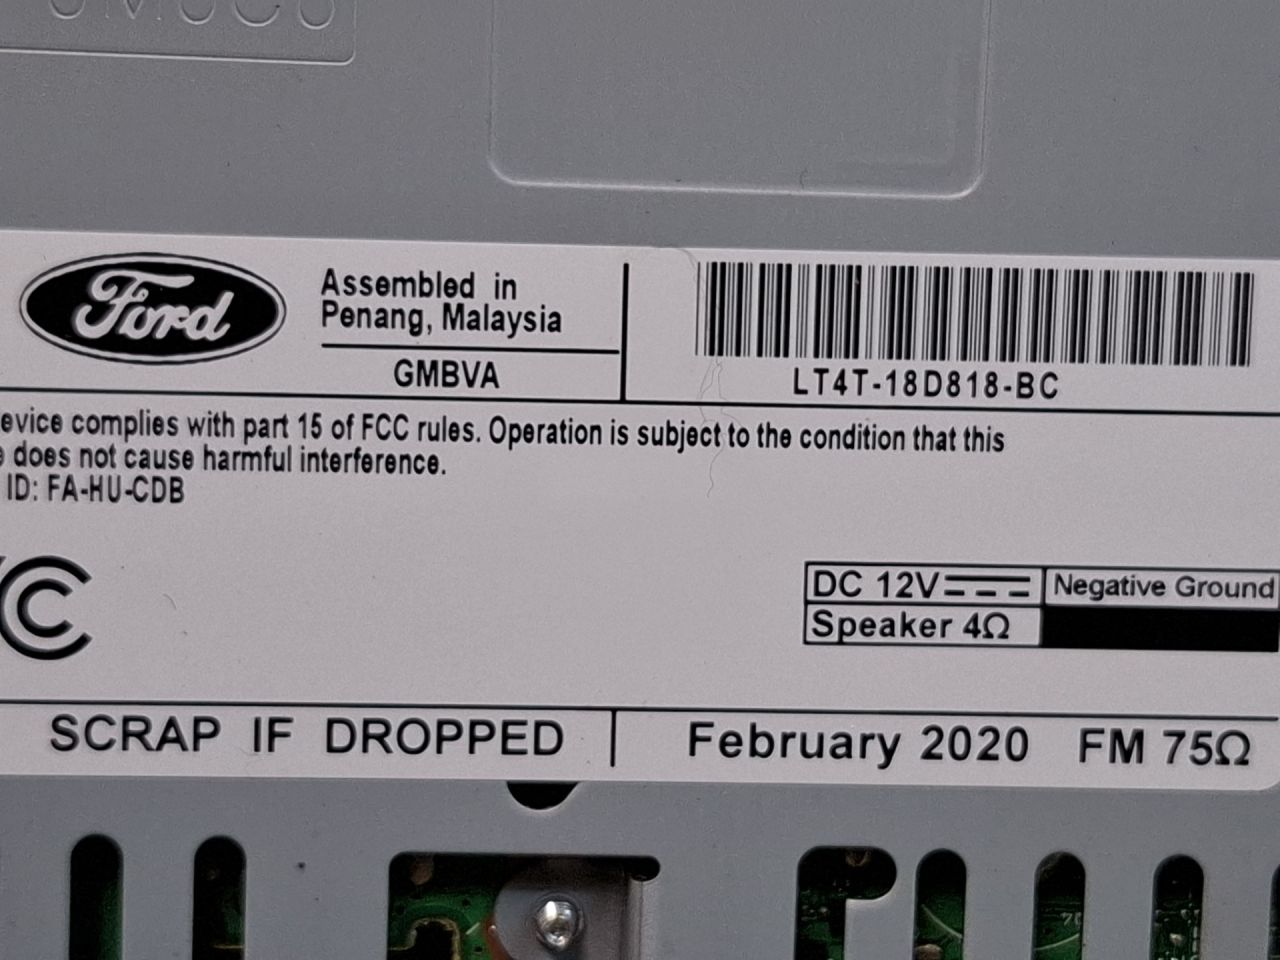 Ford
Assembled in
Penang, Malaysia
GMBVA
LT4T-18D818-BC
evice complies with part 15 of FCC rules. Operation is subject to the condition that this
e does not cause harmful interference.
ID: FA-HU-CDB
FC
DC 12V
Negative Ground
Speaker 4Ω
SCRAP IF DROPPED
February 2020 FM 75Ω